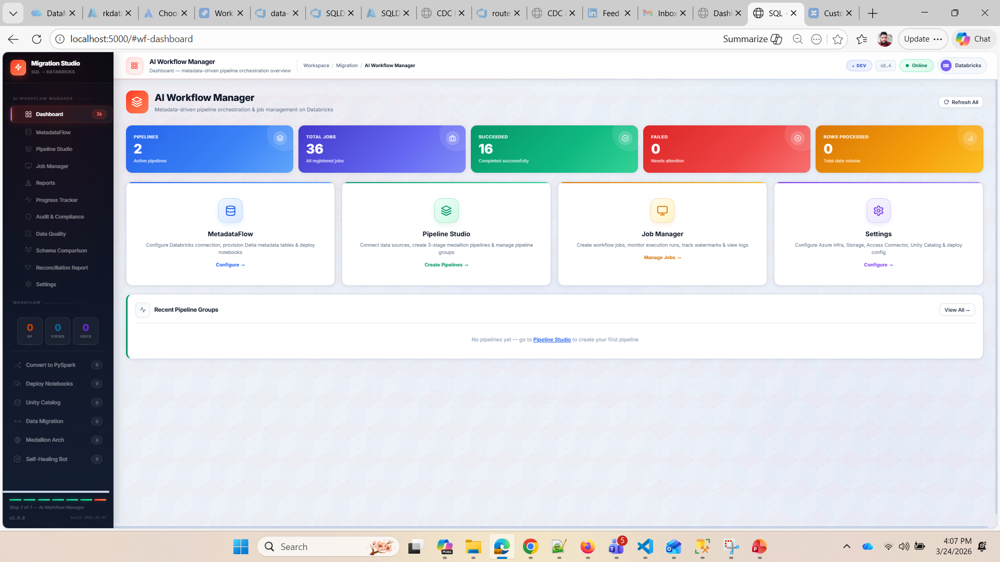 DataM
rkdata
Choo
Work
data-
SQLD
SQLD
CDC
route
CDC &
Feed
Inbox
Dash
SQL -
Custo
localhost:5000/#wf-dashboard
Summarize
Update
Chat
Migration Studio
SQL → DATABRICKS
AI WORKFLOW MANAGER
Dashboard 36
MetadataFlow
Pipeline Studio
Job Manager
Reports
Progress Tracker
Audit & Compliance
Data Quality
Schema Comparison
Reconciliation Report
Settings
WORKFLOW
0 0 0
SP VIEWS UDFS
Convert to PySpark 0
Deploy Notebooks 0
Unity Catalog 0
Data Migration 0
Medallion Arch 0
Self-Healing Bot 0
Step 7 of 7 — AI Workflow Manager
v2.5.0 build 2026.03.01
AI Workflow Manager
Dashboard — metadata-driven pipeline orchestration overview
Workspace / Migration / AI Workflow Manager
• DEV
v2.4
Online
DX Databricks
AI Workflow Manager
Metadata-driven pipeline orchestration & job management on Databricks
Refresh All
PIPELINES
2
Active pipelines
TOTAL JOBS
36
All registered jobs
SUCCEEDED
16
Completed successfully
FAILED
0
Needs attention
ROWS PROCESSED
0
Total data volume
MetadataFlow
Configure Databricks connection, provision Delta metadata tables & deploy
notebooks
Configure →
Pipeline Studio
Connect data sources, create 3-stage medallion pipelines & manage pipeline
groups
Create Pipelines →
Job Manager
Create workflow jobs, monitor execution runs, track watermarks & view logs
Manage Jobs →
Settings
Configure Azure infra, Storage, Access Connector, Unity Catalog & deploy
config
Configure →
Recent Pipeline Groups
View All →
No pipelines yet — go to Pipeline Studio to create your first pipeline
Search
M365
5
4:07 PM
3/24/2026